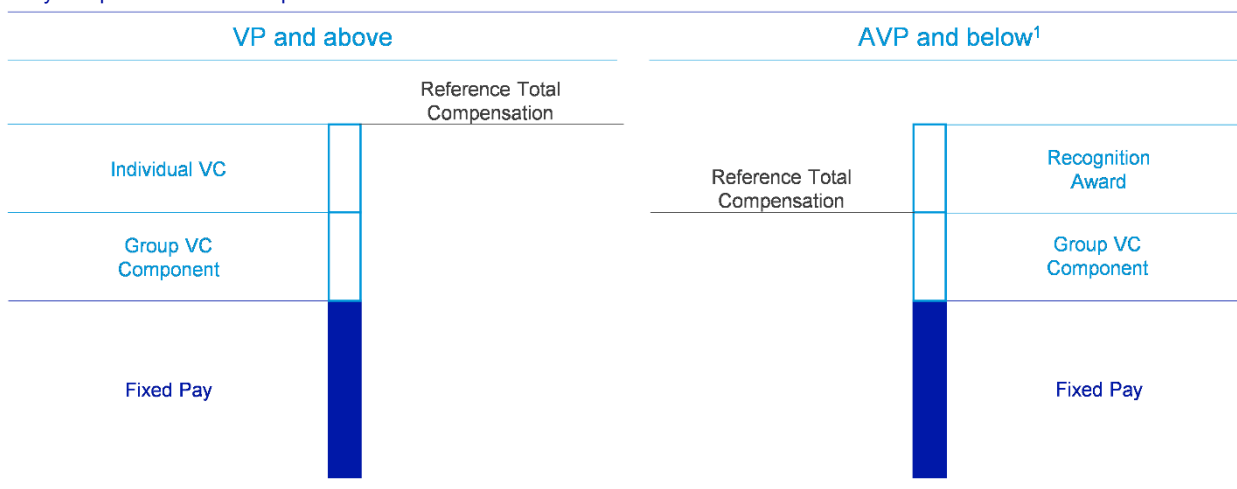 VP and above
AVP and below¹
Reference Total
Compensation
Individual VC
Recognition
Award
Reference Total
Compensation
Group VC
Component
Group VC
Component
Fixed Pay
Fixed Pay